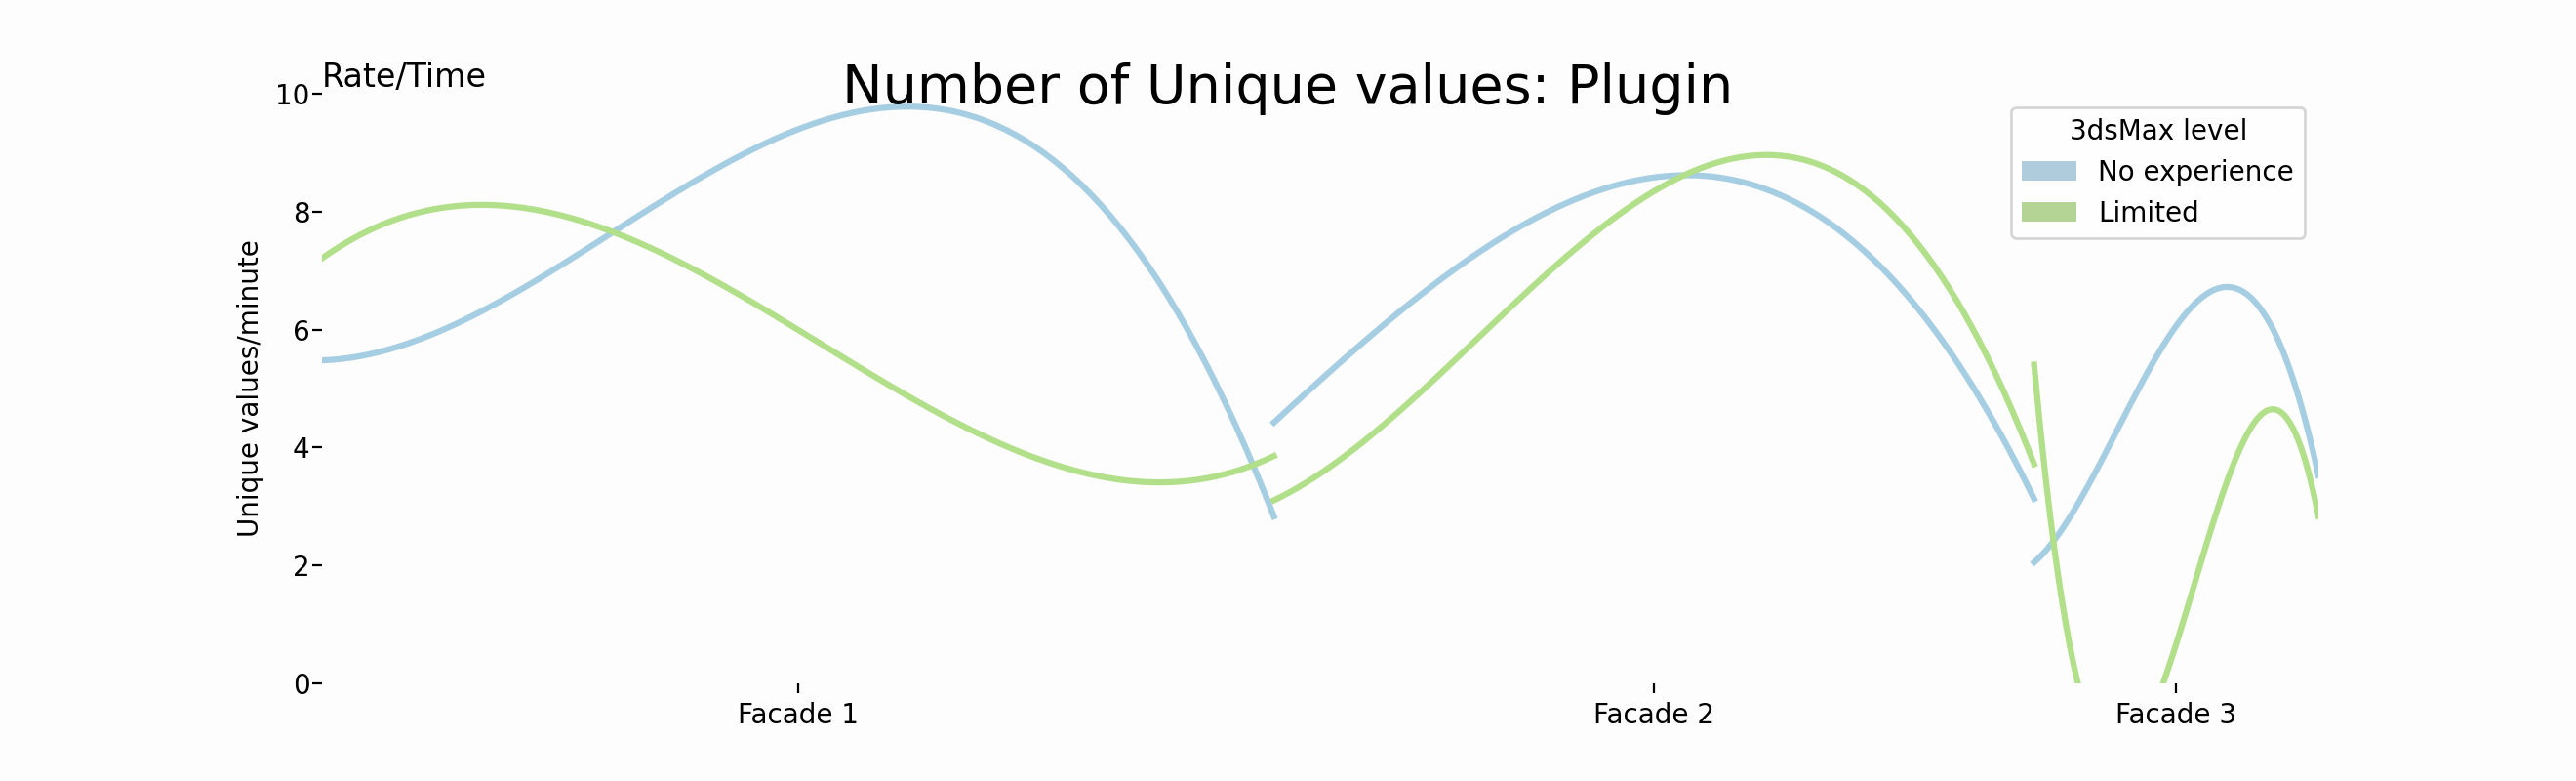 Rate/Time
Number of Unique values: Plugin
10
8
6
4
2
0
Unique values/minute
3dsMax level
No experience
Limited
Facade 1
Facade 2
Facade 3